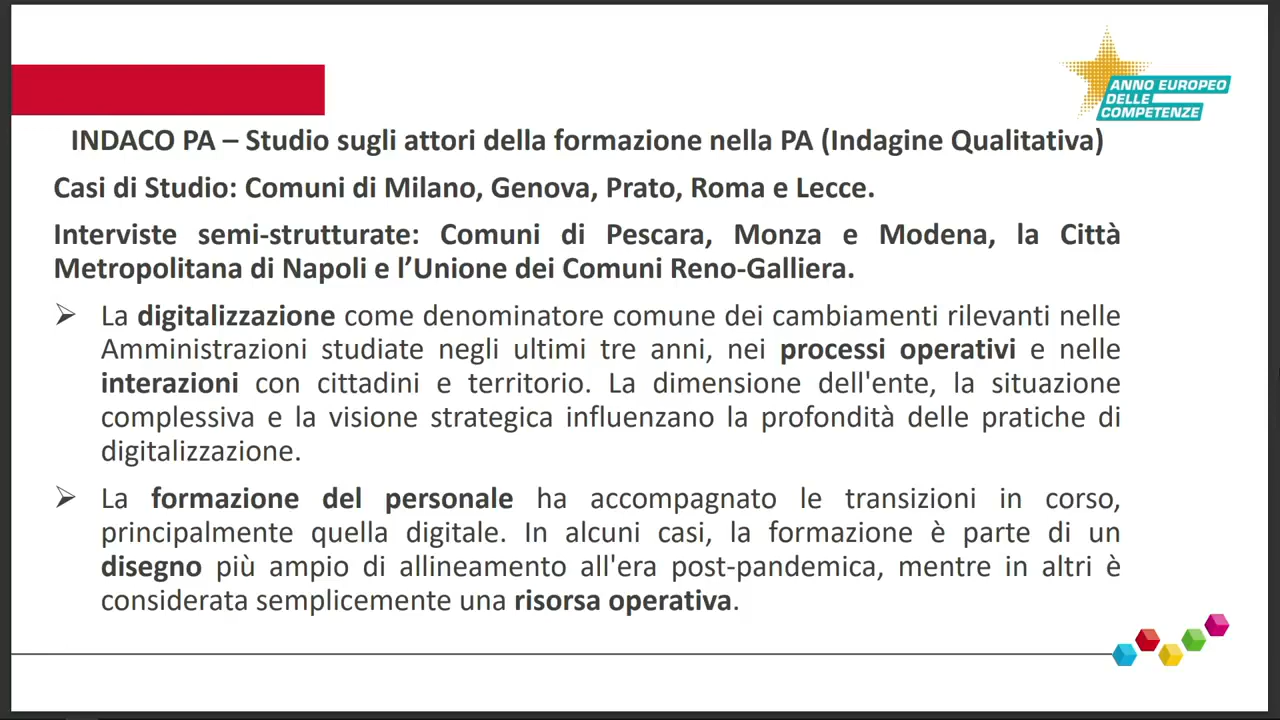 ANNO EUROPEO
DELLE
COMPETENZE
INDACO PA – Studio sugli attori della formazione nella PA (Indagine Qualitativa)
Casi di Studio: Comuni di Milano, Genova, Prato, Roma e Lecce.
Interviste semi-strutturate: Comuni di Pescara, Monza e Modena, la Città
Metropolitana di Napoli e l’Unione dei Comuni Reno-Galliera.
➢ La digitalizzazione come denominatore comune dei cambiamenti rilevanti nelle
Amministrazioni studiate negli ultimi tre anni, nei processi operativi e nelle
interazioni con cittadini e territorio. La dimensione dell'ente, la situazione
complessiva e la visione strategica influenzano la profondità delle pratiche di
digitalizzazione.
➢ La formazione del personale ha accompagnato le transizioni in corso,
principalmente quella digitale. In alcuni casi, la formazione è parte di un
disegno più ampio di allineamento all'era post-pandemica, mentre in altri è
considerata semplicemente una risorsa operativa.